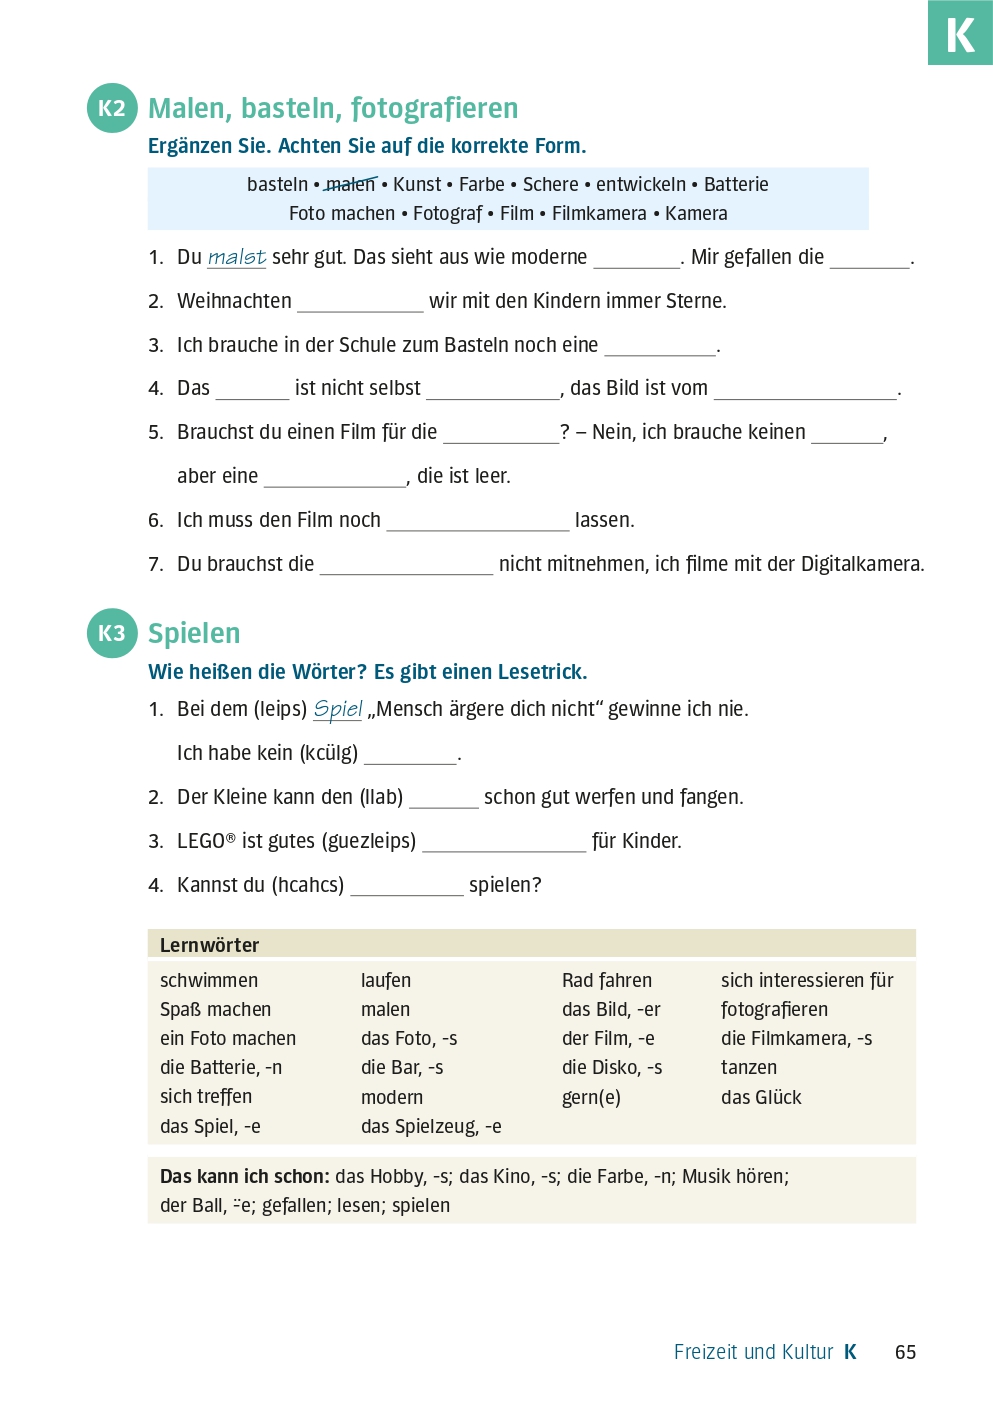 K
K2 Malen, basteln, fotografieren
Ergänzen Sie. Achten Sie auf die korrekte Form.
basteln • malen • Kunst • Farbe • Schere • entwickeln • Batterie
Foto machen • Fotograf • Film • Filmkamera • Kamera
1. Du malst sehr gut. Das sieht aus wie moderne ________. Mir gefallen die ________.
2. Weihnachten ____________ wir mit den Kindern immer Sterne.
3. Ich brauche in der Schule zum Basteln noch eine ___________.
4. Das _______ ist nicht selbst _____________, das Bild ist vom __________________.
5. Brauchst du einen Film für die ___________? – Nein, ich brauche keinen _______,
aber eine ______________, die ist leer.
6. Ich muss den Film noch __________________ lassen.
7. Du brauchst die _________________ nicht mitnehmen, ich filme mit der Digitalkamera.
K3 Spielen
Wie heißen die Wörter? Es gibt einen Lesetrick.
1. Bei dem (leips) Spiel „Mensch ärgere dich nicht“ gewinne ich nie.
Ich habe kein (kcülg) _________.
2. Der Kleine kann den (llab) _______ schon gut werfen und fangen.
3. LEGO® ist gutes (guezleips) ________________ für Kinder.
4. Kannst du (hcahcs) ___________ spielen?
Lernwörter
schwimmen laufen Rad fahren sich interessieren für
Spaß machen malen das Bild, -er fotografieren
ein Foto machen das Foto, -s der Film, -e die Filmkamera, -s
die Batterie, -n die Bar, -s die Disko, -s tanzen
sich treffen modern gern(e) das Glück
das Spiel, -e das Spielzeug, -e
Das kann ich schon: das Hobby, -s; das Kino, -s; die Farbe, -n; Musik hören;
der Ball, -̈e; gefallen; lesen; spielen
Freizeit und Kultur K 65